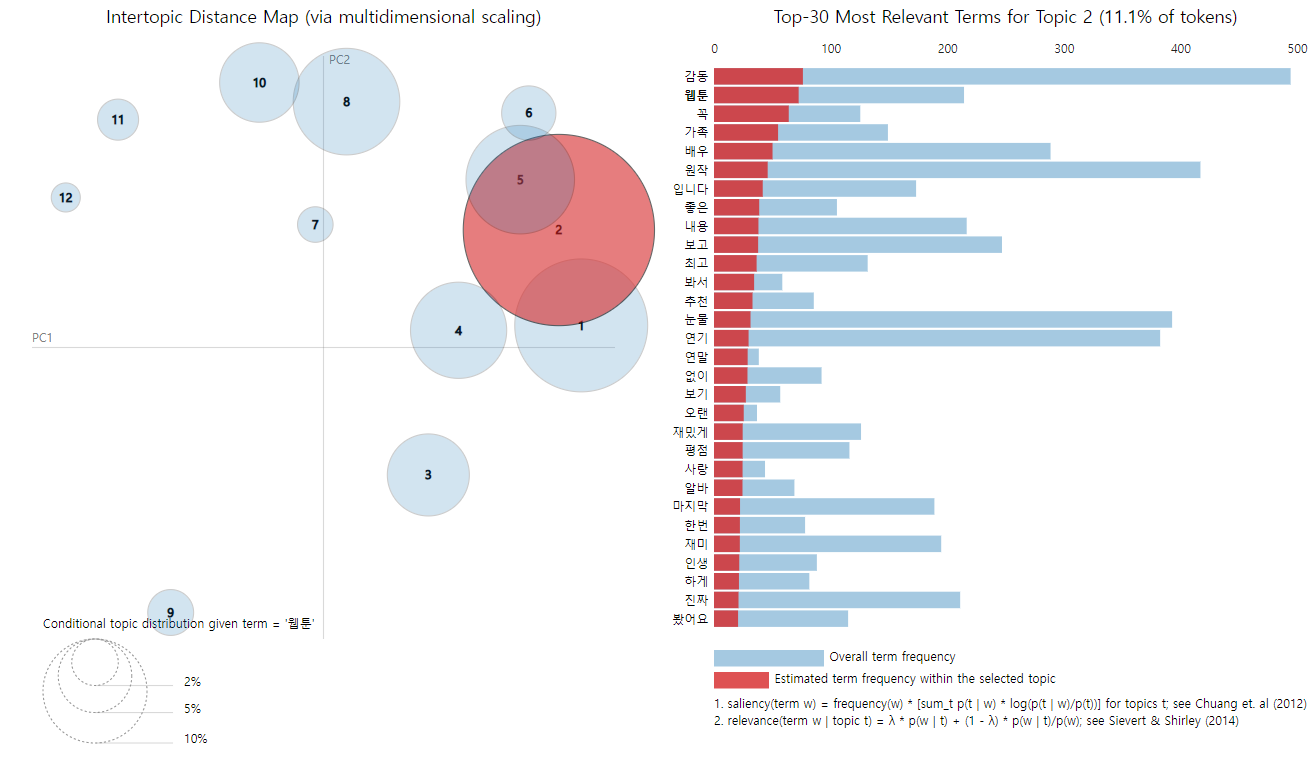 Intertopic Distance Map (via multidimensional scaling)
PC2
PC1
10
8
6
11
5
12
7
2
4
1
3
9
Conditional topic distribution given term = '웹툰'
2%
5%
10%
Top-30 Most Relevant Terms for Topic 2 (11.1% of tokens)
0 100 200 300 400 500
감동
웹툰
꼭
가족
배우
원작
입니다
좋은
내용
보고
최고
봐서
추천
눈물
연기
연말
없이
보기
오랜
재밌게
평점
사랑
알바
마지막
한번
재미
인생
하게
진짜
봤어요
Overall term frequency
Estimated term frequency within the selected topic
1. saliency(term w) = frequency(w) * [sum_t p(t | w) * log(p(t | w)/p(t))] for topics t; see Chuang et. al (2012)
2. relevance(term w | topic t) = λ * p(w | t) + (1 - λ) * p(w | t)/p(w); see Sievert & Shirley (2014)